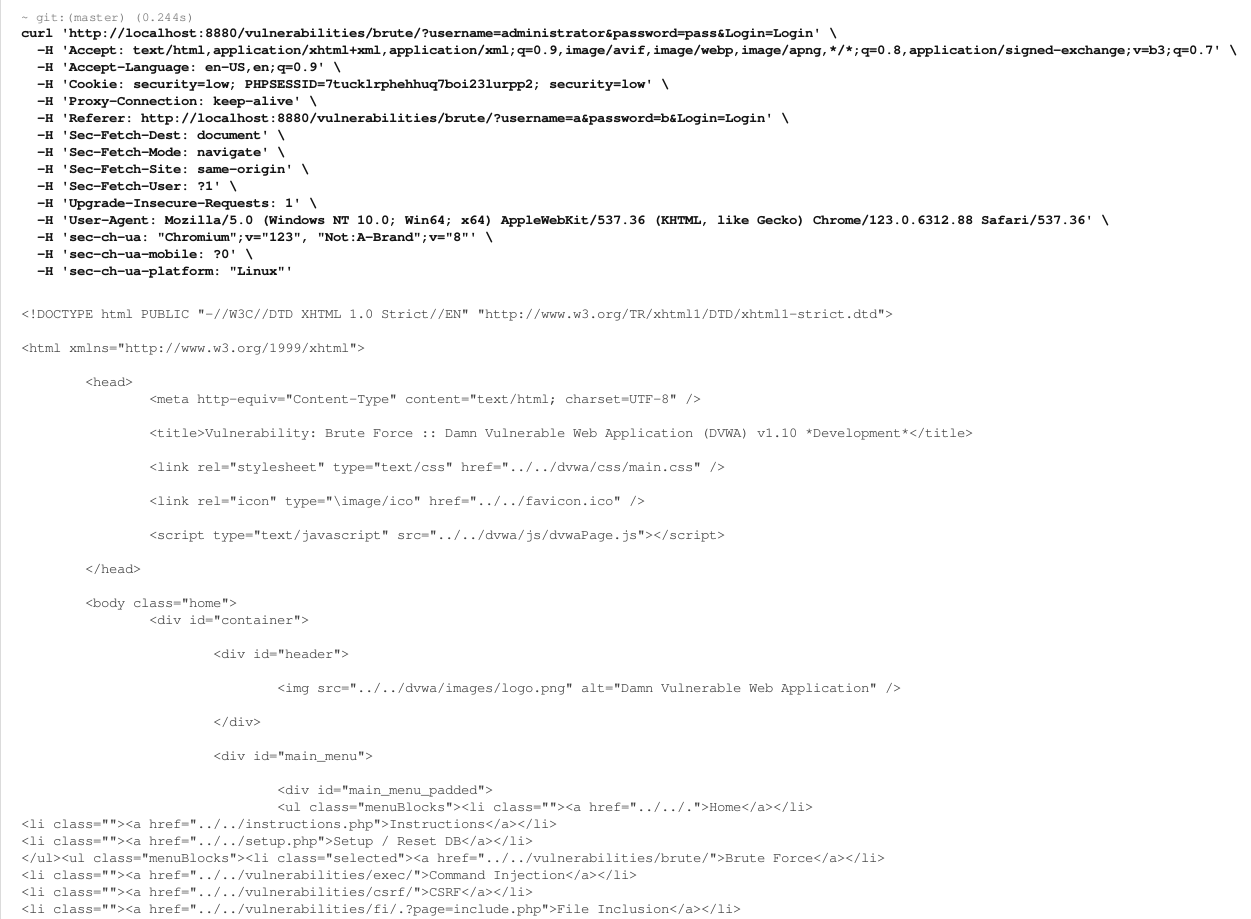 ~ git:(master) (0.244s)
curl 'http://localhost:8880/vulnerabilities/brute/?username=administrator&password=pass&Login=Login' \
  -H 'Accept: text/html,application/xhtml+xml,application/xml;q=0.9,image/avif,image/webp,image/apng,*/*;q=0.8,application/signed-exchange;v=b3;q=0.7' \
  -H 'Accept-Language: en-US,en;q=0.9' \
  -H 'Cookie: security=low; PHPSESSID=7tucklrphehhuq7boi23lurpp2; security=low' \
  -H 'Proxy-Connection: keep-alive' \
  -H 'Referer: http://localhost:8880/vulnerabilities/brute/?username=a&password=b&Login=Login' \
  -H 'Sec-Fetch-Dest: document' \
  -H 'Sec-Fetch-Mode: navigate' \
  -H 'Sec-Fetch-Site: same-origin' \
  -H 'Sec-Fetch-User: ?1' \
  -H 'Upgrade-Insecure-Requests: 1' \
  -H 'User-Agent: Mozilla/5.0 (Windows NT 10.0; Win64; x64) AppleWebKit/537.36 (KHTML, like Gecko) Chrome/123.0.6312.88 Safari/537.36' \
  -H 'sec-ch-ua: "Chromium";v="123", "Not:A-Brand";v="8"' \
  -H 'sec-ch-ua-mobile: ?0' \
  -H 'sec-ch-ua-platform: "Linux"'
<!DOCTYPE html PUBLIC "-//W3C//DTD XHTML 1.0 Strict//EN" "http://www.w3.org/TR/xhtml1/DTD/xhtml1-strict.dtd">
<html xmlns="http://www.w3.org/1999/xhtml">
        <head>
                <meta http-equiv="Content-Type" content="text/html; charset=UTF-8" />
                <title>Vulnerability: Brute Force :: Damn Vulnerable Web Application (DVWA) v1.10 *Development*</title>
                <link rel="stylesheet" type="text/css" href="../../dvwa/css/main.css" />
                <link rel="icon" type="\image/ico" href="../../favicon.ico" />
                <script type="text/javascript" src="../../dvwa/js/dvwaPage.js"></script>
        </head>
        <body class="home">
                <div id="container">
                        <div id="header">
                                <img src="../../dvwa/images/logo.png" alt="Damn Vulnerable Web Application" />
                        </div>
                        <div id="main_menu">
                                <div id="main_menu_padded">
                                <ul class="menuBlocks"><li class=""><a href="../../.">Home</a></li>
<li class=""><a href="../../instructions.php">Instructions</a></li>
<li class=""><a href="../../setup.php">Setup / Reset DB</a></li>
</ul><ul class="menuBlocks"><li class="selected"><a href="../../vulnerabilities/brute/">Brute Force</a></li>
<li class=""><a href="../../vulnerabilities/exec/">Command Injection</a></li>
<li class=""><a href="../../vulnerabilities/csrf/">CSRF</a></li>
<li class=""><a href="../../vulnerabilities/fi/.?page=include.php">File Inclusion</a></li>